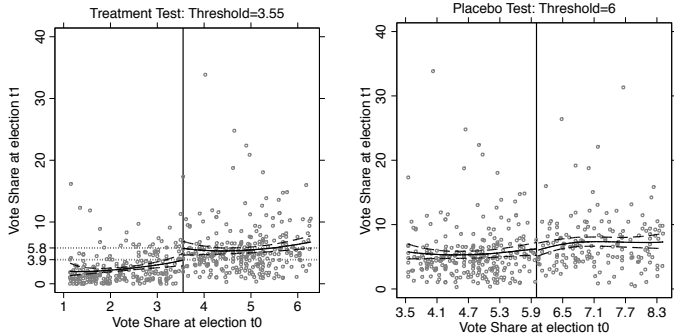 Treatment Test: Threshold=3.55
Vote Share at election t1
40
30
20
10
5.8
3.9
0
1 2 3 4 5 6
Vote Share at election t0
Placebo Test: Threshold=6
Vote Share at election t1
40
30
20
10
0
3.5 4.1 4.7 5.3 5.9 6.5 7.1 7.7 8.3
Vote Share at election t0